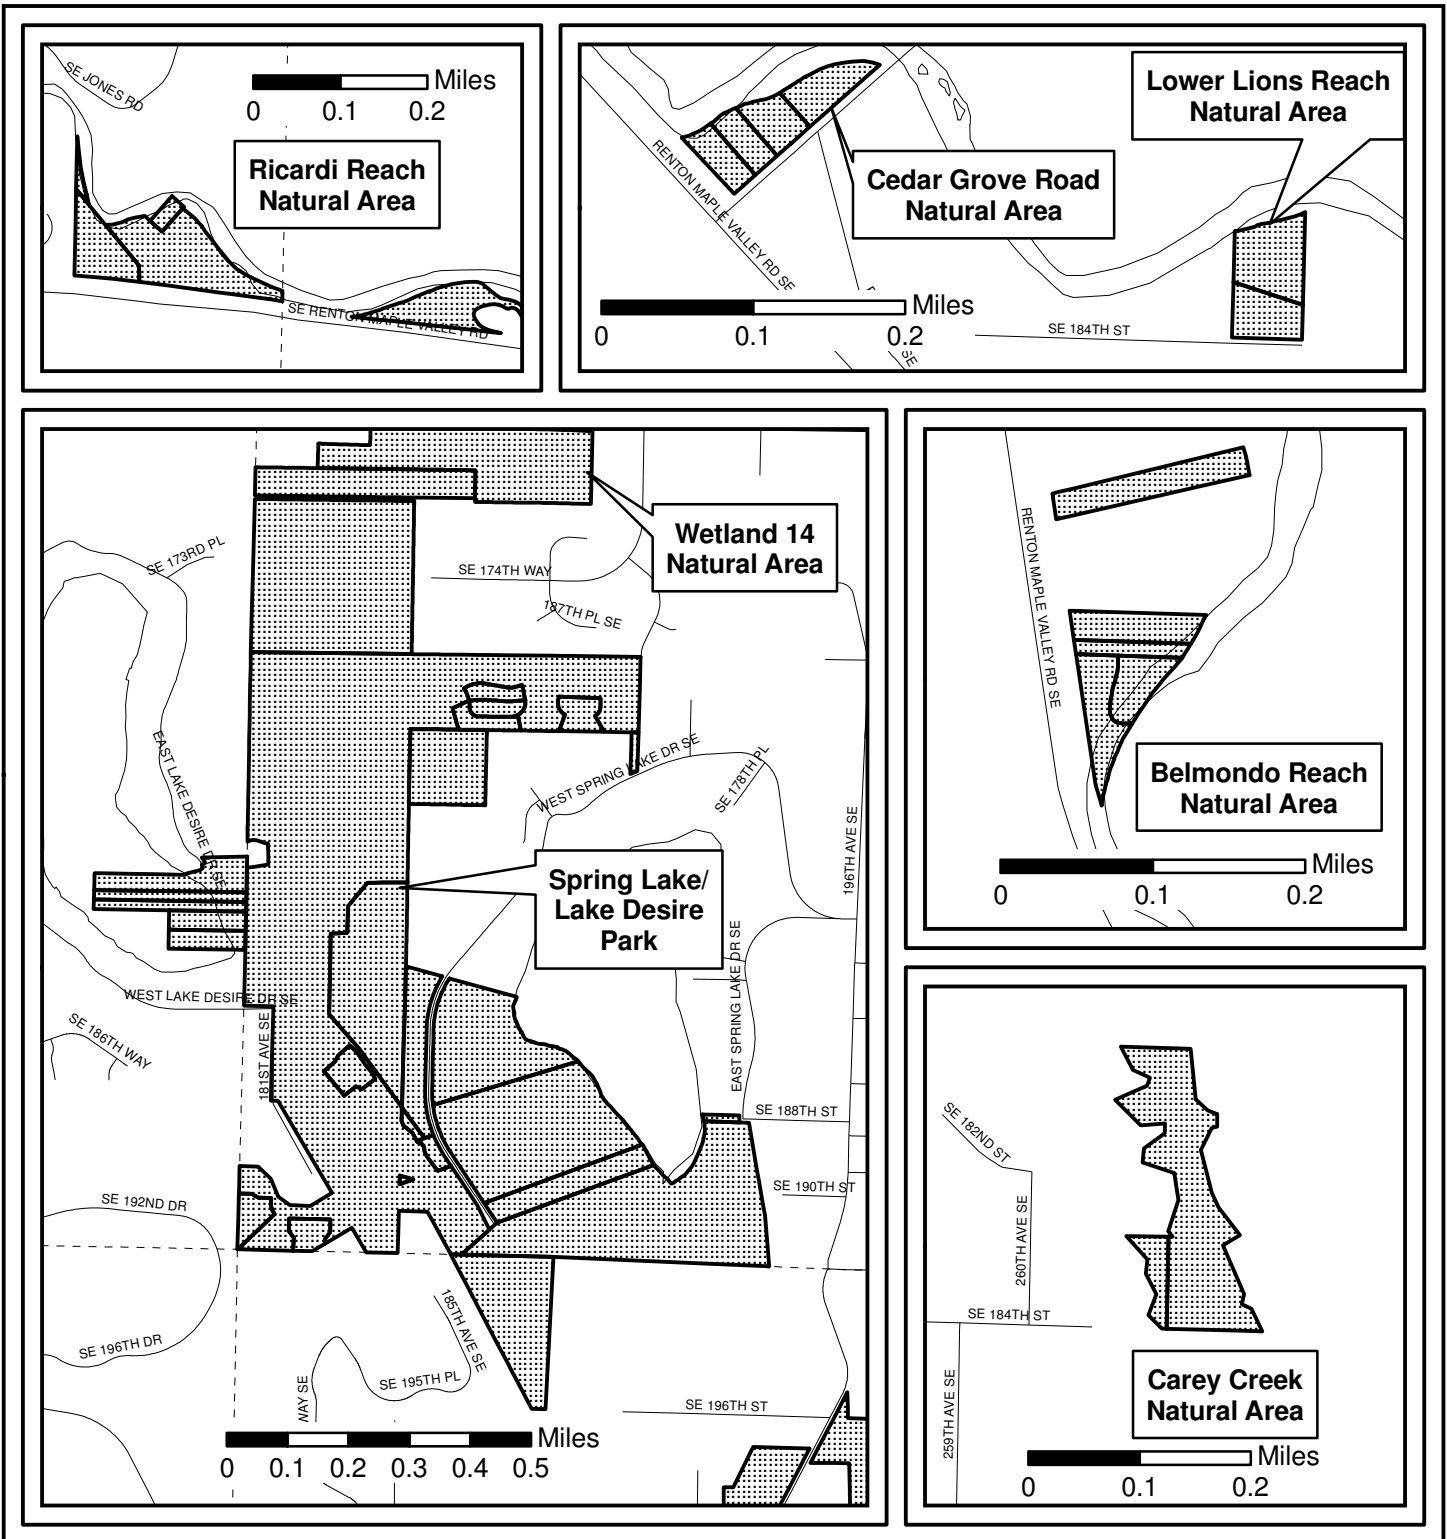 SE JONES RD
Miles
0 0.1 0.2
Ricardi Reach
Natural Area
SE RENTON MAPLE VALLEY RD
Lower Lions Reach
Natural Area
RENTON MAPLE VALLEY RD SE
Cedar Grove Road
Natural Area
Miles
0 0.1 0.2
SE 184TH ST
SE
Wetland 14
Natural Area
SE 173RD PL
SE 174TH WAY
187TH PL SE
EAST LAKE DESIRE DR SE
WEST SPRING LAKE DR SE
SE 178TH PL
196TH AVE SE
Spring Lake/
Lake Desire
Park
EAST SPRING LAKE DR SE
WEST LAKE DESIRE DR SE
SE 186TH WAY
181ST AVE SE
SE 188TH ST
SE 190TH ST
SE 192ND DR
185TH AVE SE
SE 196TH DR
WAY SE
SE 195TH PL
SE 196TH ST
Miles
0 0.1 0.2 0.3 0.4 0.5
RENTON MAPLE VALLEY RD SE
Belmondo Reach
Natural Area
Miles
0 0.1 0.2
SE 182ND ST
260TH AVE SE
SE 184TH ST
259TH AVE SE
Carey Creek
Natural Area
Miles
0 0.1 0.2